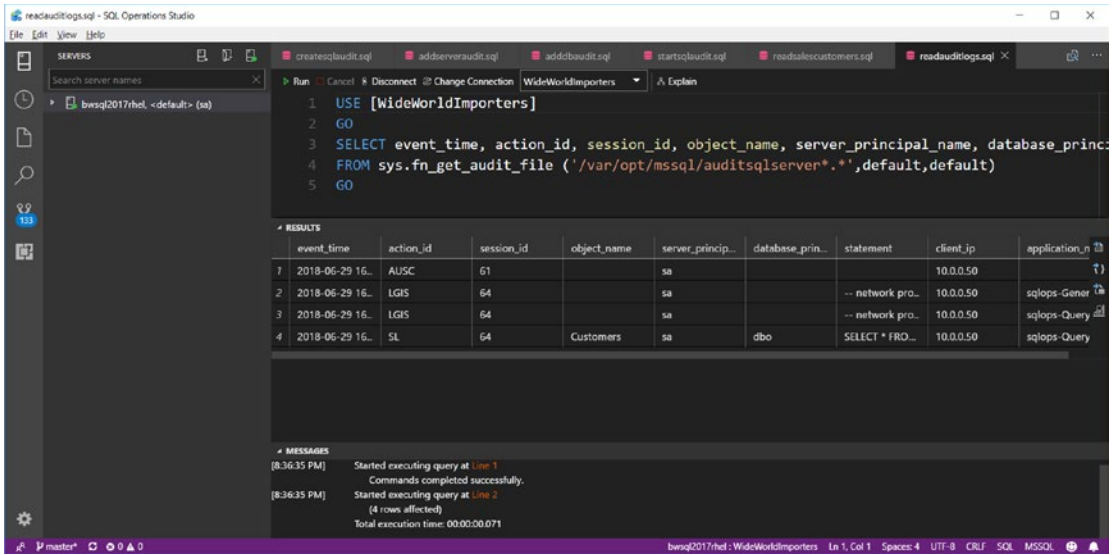 readauditlogs.sql - SQL Operations Studio
File Edit View Help
SERVERS
Search server names
bwsql2017rhel, <default> (sa)
133
createsqlaudit.sql addserveraudit.sql adddbaudit.sql startsqlaudit.sql readsalescustomers.sql readauditlogs.sql
Run Cancel Disconnect Change Connection WideWorldImporters Explain
1 USE [WideWorldImporters]
2 GO
3 SELECT event_time, action_id, session_id, object_name, server_principal_name, database_princ
4 FROM sys.fn_get_audit_file ('/var/opt/mssql/auditsqlserver*.*',default,default)
5 GO
RESULTS
event_time action_id session_id object_name server_princip... database_prin... statement client_ip application_n
1 2018-06-29 16... AUSC 61 sa 10.0.0.50
2 2018-06-29 16... LGIS 64 sa -- network pro... 10.0.0.50 sqlops-Gener
3 2018-06-29 16... LGIS 64 sa -- network pro... 10.0.0.50 sqlops-Query
4 2018-06-29 16... SL 64 Customers sa dbo SELECT * FRO... 10.0.0.50 sqlops-Query
MESSAGES
[8:36:35 PM] Started executing query at Line 1
Commands completed successfully.
[8:36:35 PM] Started executing query at Line 2
(4 rows affected)
Total execution time: 00:00:00.071
master* 0 0 bwsql2017rhel : WideWorldImporters Ln 1, Col 1 Spaces: 4 UTF-8 CRLF SQL MSSQL